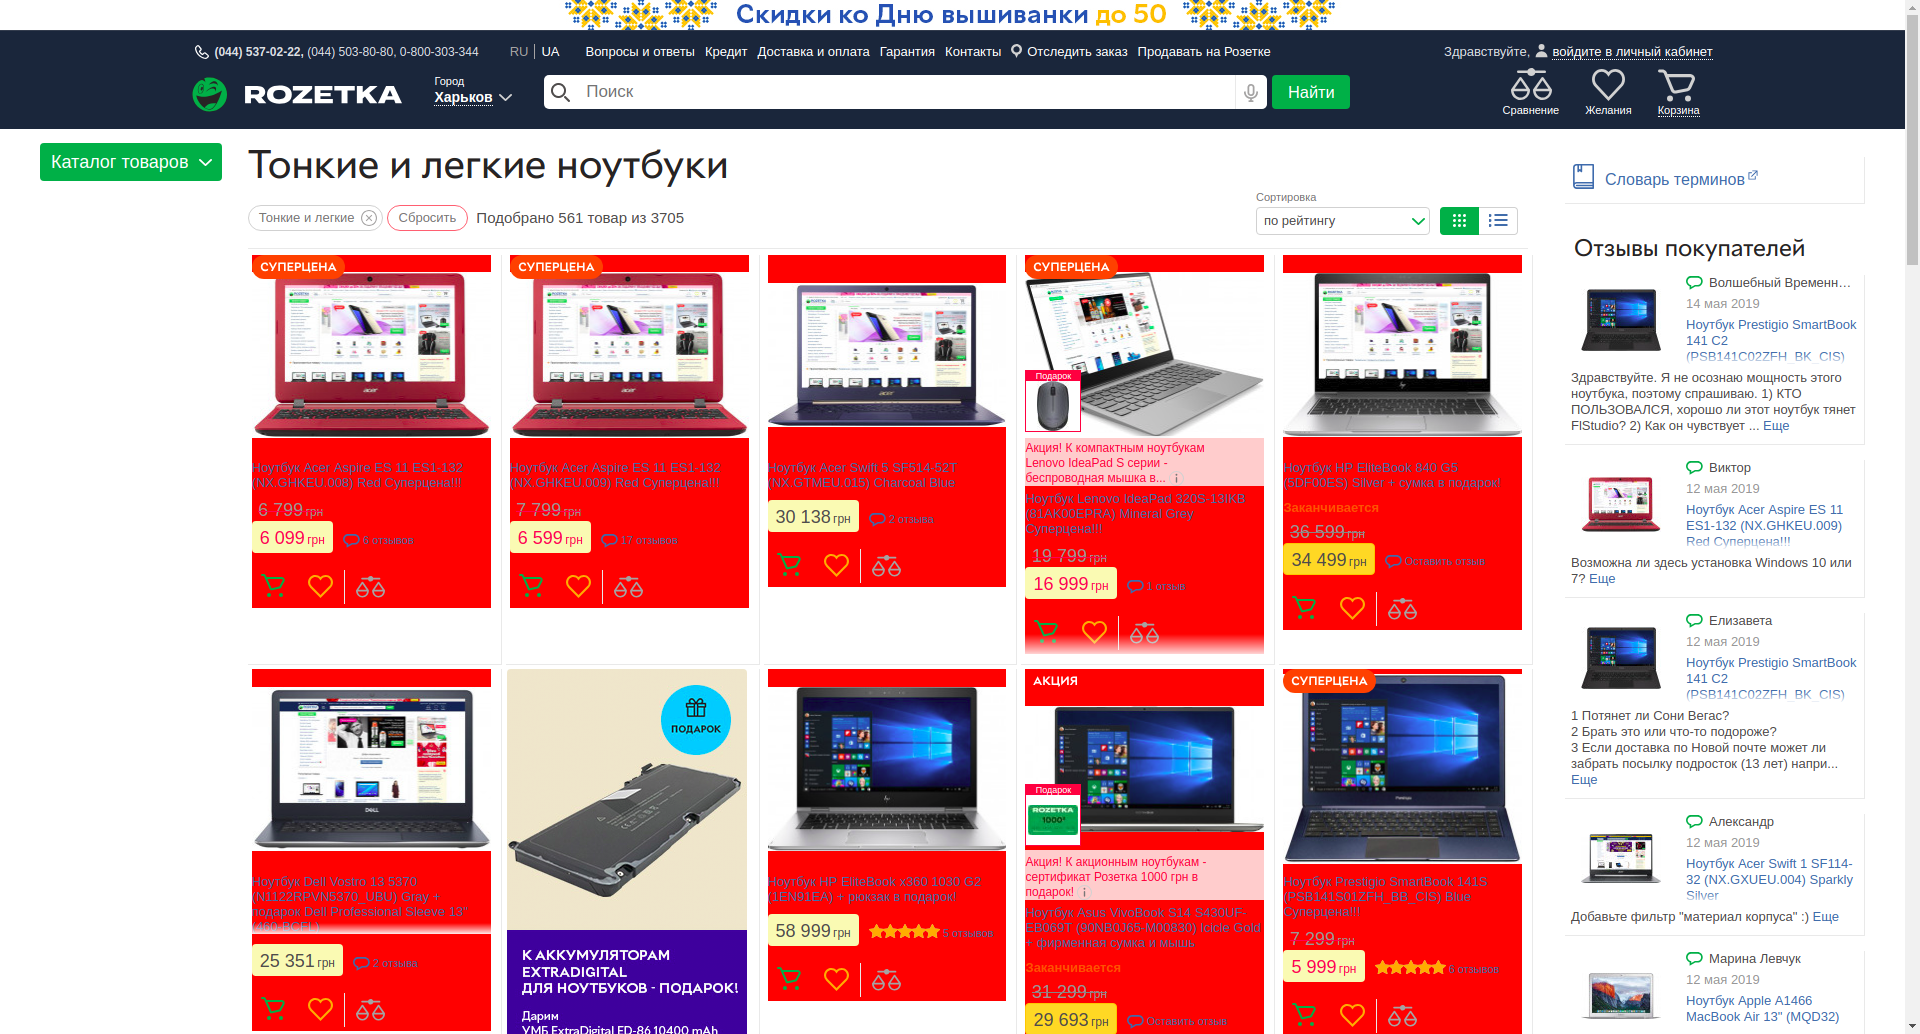 Скидки ко Дню вышиванки до 50
(044) 537-02-22, (044) 503-80-80, 0-800-303-344
RU UA
Вопросы и ответы Кредит Доставка и оплата Гарантия Контакты Отследить заказ Продавать на Розетке
Здравствуйте, войдите в личный кабинет
ROZETKA
Город
Харьков
Поиск
Найти
Сравнение
Желания
Корзина
Каталог товаров
Тонкие и легкие ноутбуки
Тонкие и легкие
Сбросить
Подобрано 561 товар из 3705
Сортировка
по рейтингу
СУПЕРЦЕНА
Ноутбук Acer Aspire ES 11 ES1-132
(NX.GHKEU.008) Red Суперцена!!!
6 799 грн
6 099 грн
6 отзывов
СУПЕРЦЕНА
Ноутбук Acer Aspire ES 11 ES1-132
(NX.GHKEU.009) Red Суперцена!!!
7 799 грн
6 599 грн
17 отзывов
Ноутбук Acer Swift 5 SF514-52T
(NX.GTMEU.015) Charcoal Blue
30 138 грн
2 отзыва
СУПЕРЦЕНА
Подарок
Акция! К компактным ноутбукам
Lenovo IdeaPad S серии -
беспроводная мышка в...
Ноутбук Lenovo IdeaPad 320S-13IKB
(81AK00EPRA) Mineral Grey
Суперцена!!!
19 799 грн
16 999 грн
1 отзыв
Ноутбук HP EliteBook 840 G5
(5DF00ES) Silver + сумка в подарок!
Заканчивается
36 599 грн
34 499 грн
Оставить отзыв
Ноутбук Dell Vostro 13 5370
(N1122RPVN5370_UBU) Gray +
подарок Dell Professional Sleeve 13"
(460-BCFL)
25 351 грн
2 отзыва
ПОДАРОК
К АККУМУЛЯТОРАМ
EXTRADIGITAL
ДЛЯ НОУТБУКОВ - ПОДАРОК!
Дарим
УМБ ExtraDigital ED-86 10400 mAh
Ноутбук HP EliteBook x360 1030 G2
(1EN91EA) + рюкзак в подарок!
58 999 грн
5 отзывов
АКЦИЯ
Подарок
ROZETKA
1000
Акция! К акционным ноутбукам -
сертификат Розетка 1000 грн в
подарок!
Ноутбук Asus VivoBook S14 S430UF-
EB069T (90NB0J65-M00830) Icicle Gold
+ фирменная сумка и мышь
Заканчивается
31 299 грн
29 693 грн
Оставить отзыв
СУПЕРЦЕНА
Ноутбук Prestigio SmartBook 141S
(PSB141S01ZFH_BB_CIS) Blue
Суперцена!!!
7 299 грн
5 999 грн
6 отзывов
Словарь терминов
Отзывы покупателей
Волшебный Временн...
14 мая 2019
Ноутбук Prestigio SmartBook
141 C2
(PSB141C02ZFH_BK_CIS)
Здравствуйте. Я не осознаю мощность этого
ноутбука, поэтому спрашиваю. 1) КТО
ПОЛЬЗОВАЛСЯ, хорошо ли этот ноутбук тянет
FlStudio? 2) Как он чувствует ... Еще
Виктор
12 мая 2019
Ноутбук Acer Aspire ES 11
ES1-132 (NX.GHKEU.009)
Red Суперцена!!!
Возможна ли здесь установка Windows 10 или
7? Еще
Елизавета
12 мая 2019
Ноутбук Prestigio SmartBook
141 C2
(PSB141C02ZFH_BK_CIS)
1 Потянет ли Сони Вегас?
2 Брать это или что-то подороже?
3 Если доставка по Новой почте может ли
забрать посылку подросток (13 лет) напри...
Еще
Александр
12 мая 2019
Ноутбук Acer Swift 1 SF114-
32 (NX.GXUEU.004) Sparkly
Silver
Добавьте фильтр "материал корпуса" :) Еще
Марина Левчук
12 мая 2019
Ноутбук Apple A1466
MacBook Air 13" (MQD32)